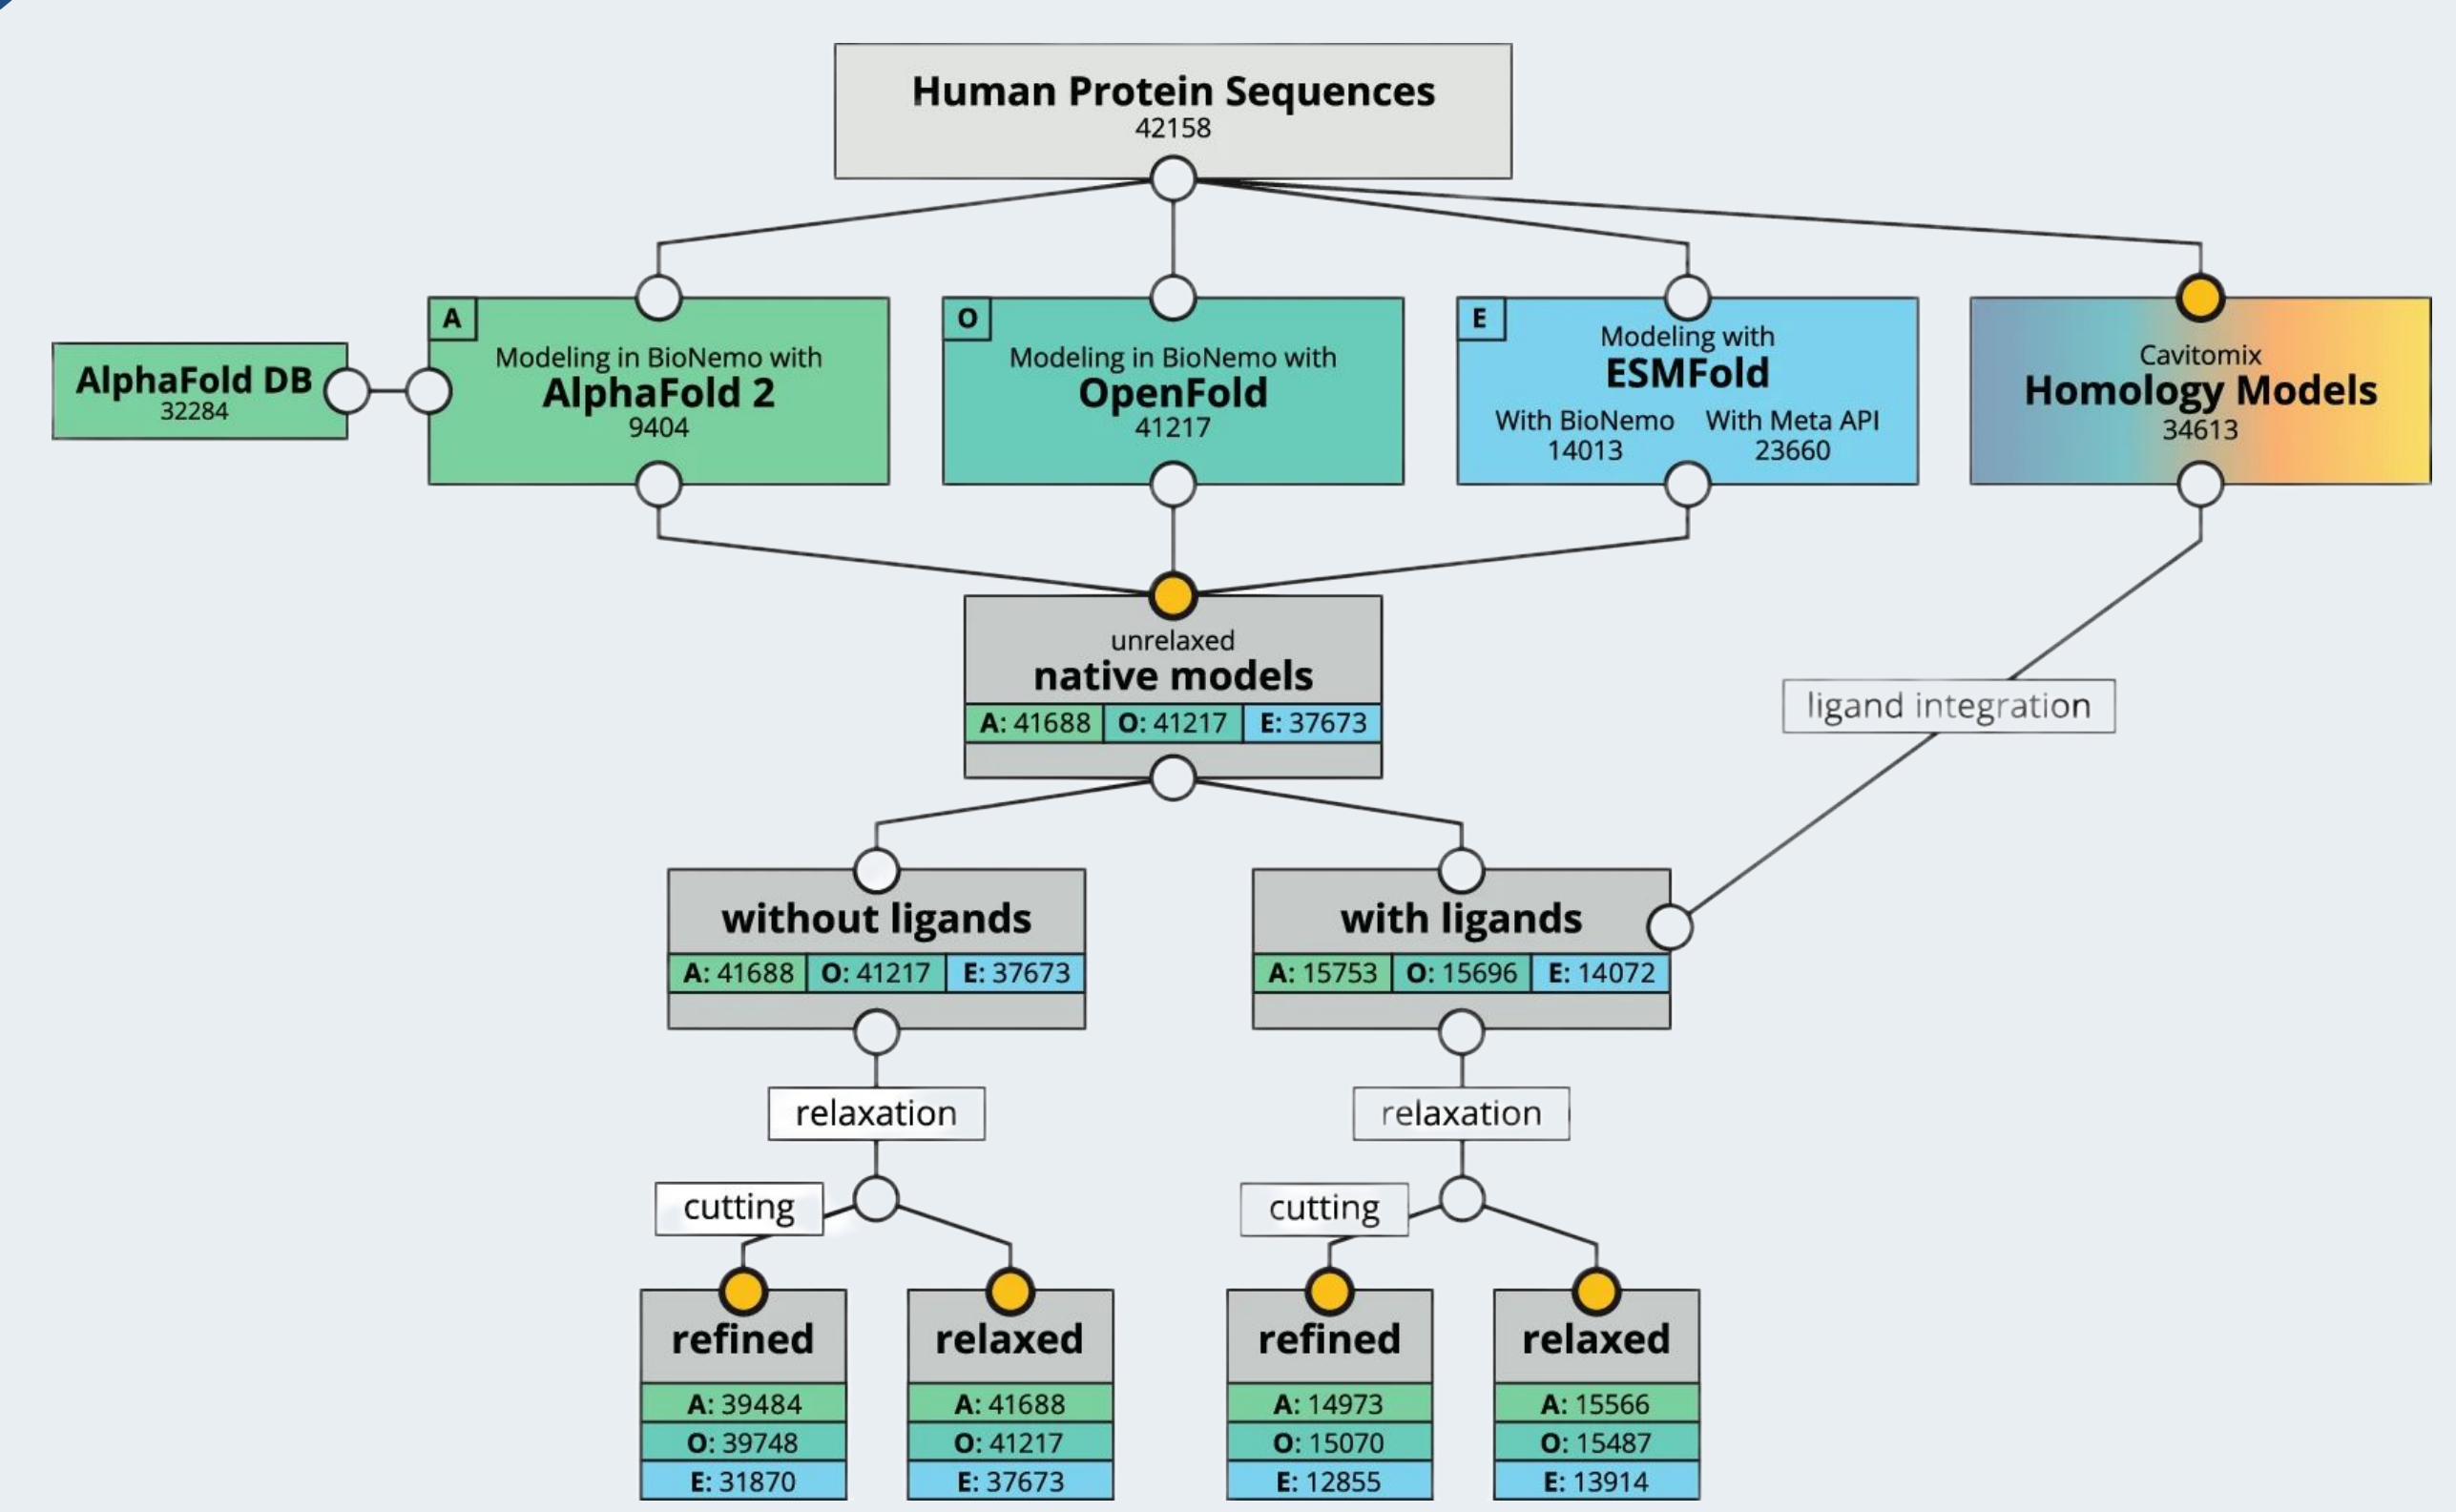 Human Protein Sequences
42158
A
Modeling in BioNemo with
AlphaFold 2
9404
AlphaFold DB
32284
O
Modeling in BioNemo with
OpenFold
41217
E
Modeling with
ESMFold
With BioNemo With Meta API
14013 23660
Cavitomix
Homology Models
34613
unrelaxed
native models
A: 41688 O: 41217 E: 37673
ligand integration
without ligands
A: 41688 O: 41217 E: 37673
with ligands
A: 15753 O: 15696 E: 14072
relaxation
relaxation
cutting
cutting
refined
A: 39484
O: 39748
E: 31870
relaxed
A: 41688
O: 41217
E: 37673
refined
A: 14973
O: 15070
E: 12855
relaxed
A: 15566
O: 15487
E: 13914